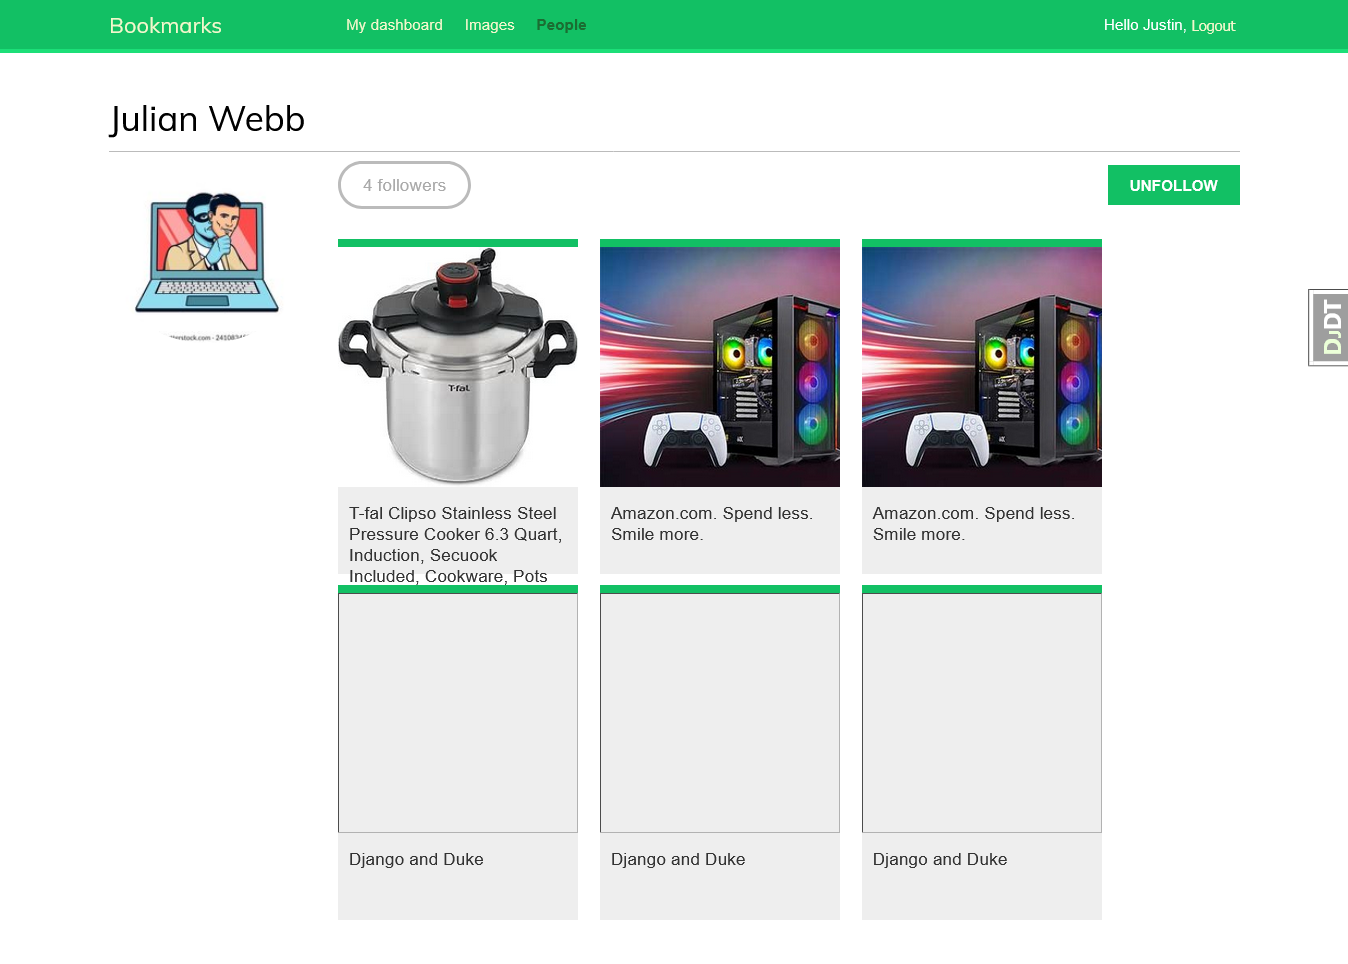 Bookmarks
My dashboard
Images
People
Hello Justin, Logout
Julian Webb
4 followers
UNFOLLOW
DJDT
T-fal
T-fal Clipso Stainless Steel
Pressure Cooker 6.3 Quart,
Induction, Secuook
Included, Cookware, Pots
Amazon.com. Spend less.
Smile more.
Amazon.com. Spend less.
Smile more.
Django and Duke
Django and Duke
Django and Duke